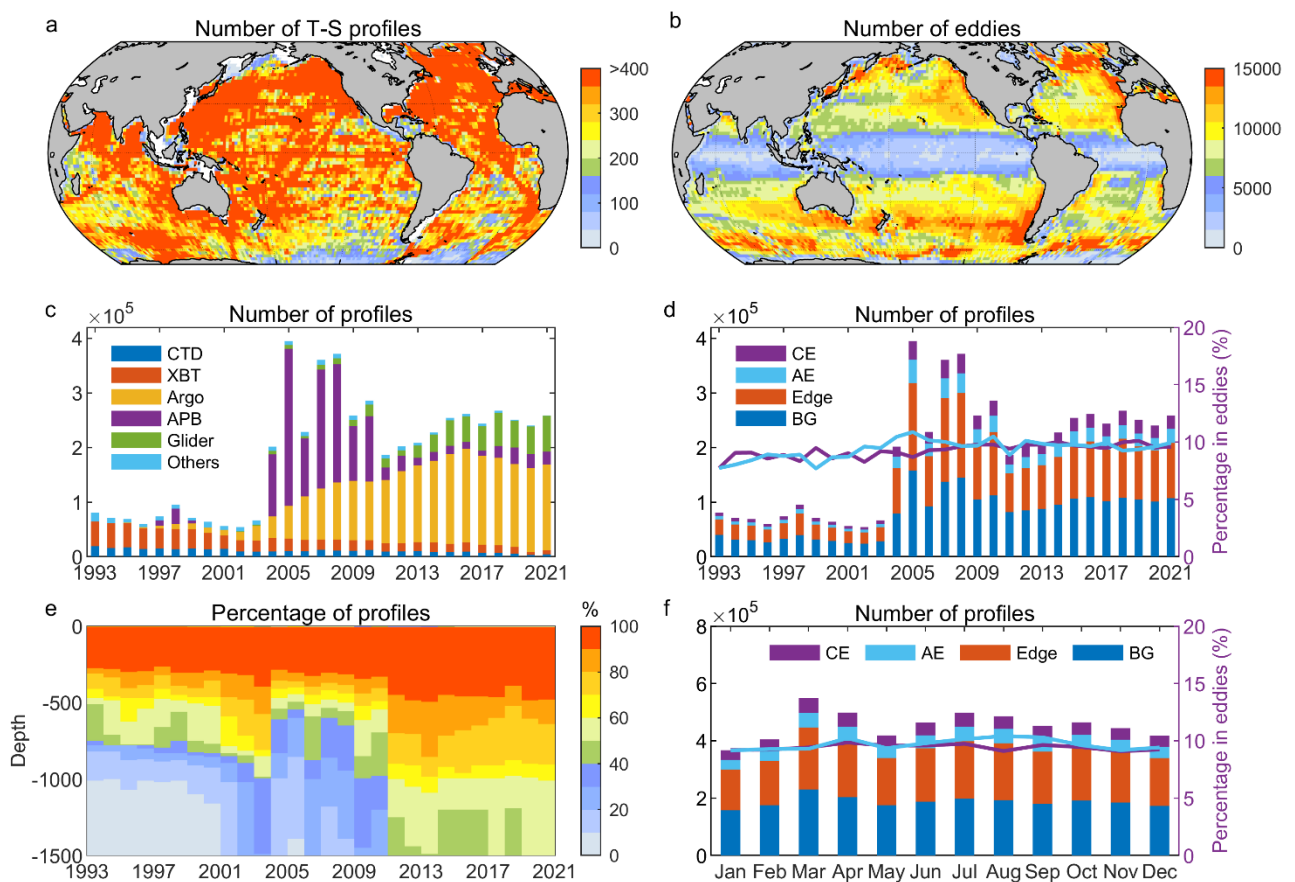 a Number of T-S profiles
>400
300
200
100
0
b Number of eddies
15000
10000
5000
0
c Number of profiles
×10⁵
4
3
2
1
0
CTD
XBT
Argo
APB
Glider
Others
1993 1997 2001 2005 2009 2013 2017 2021
d Number of profiles
×10⁵
4
3
2
1
0
CE
AE
Edge
BG
20
15
10
5
0
Percentage in eddies (%)
1993 1997 2001 2005 2009 2013 2017 2021
e Percentage of profiles %
0
-500
-1000
-1500
Depth
100
80
60
40
20
0
1993 1997 2001 2005 2009 2013 2017 2021
f Number of profiles
×10⁵
8
6
4
2
0
CE AE Edge BG
20
15
10
5
0
Percentage in eddies (%)
Jan Feb Mar Apr May Jun Jul Aug Sep Oct Nov Dec